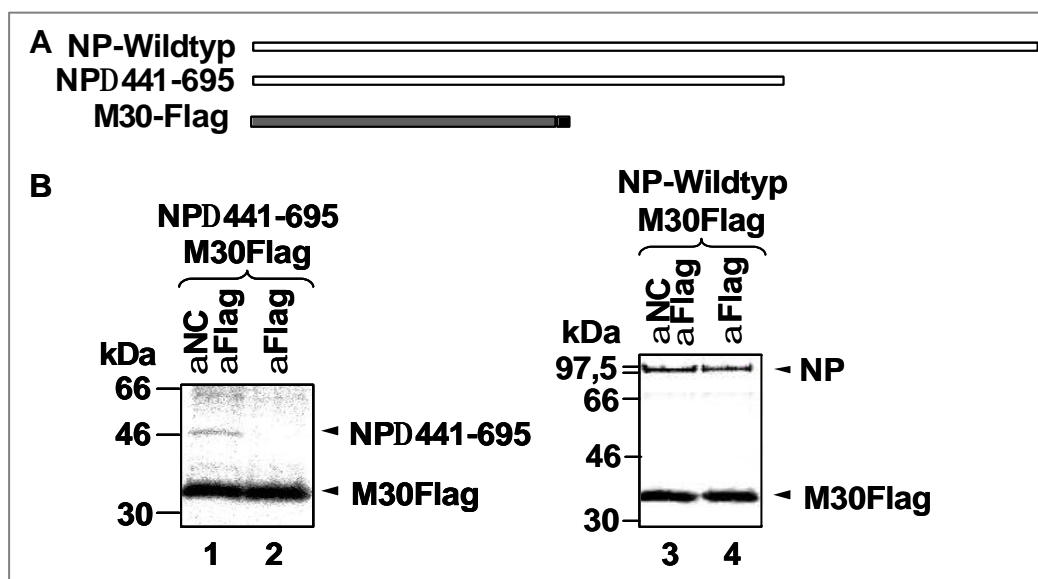 A
NP-Wildtyp
NPD441-695
M30-Flag
B
NPD441-695
M30Flag
aNC
aFlag
aFlag
kDa
66
46
30
NPD441-695
M30Flag
1 2
NP-Wildtyp
M30Flag
aNC
aFlag
aFlag
kDa
97,5
66
46
30
NP
M30Flag
3 4